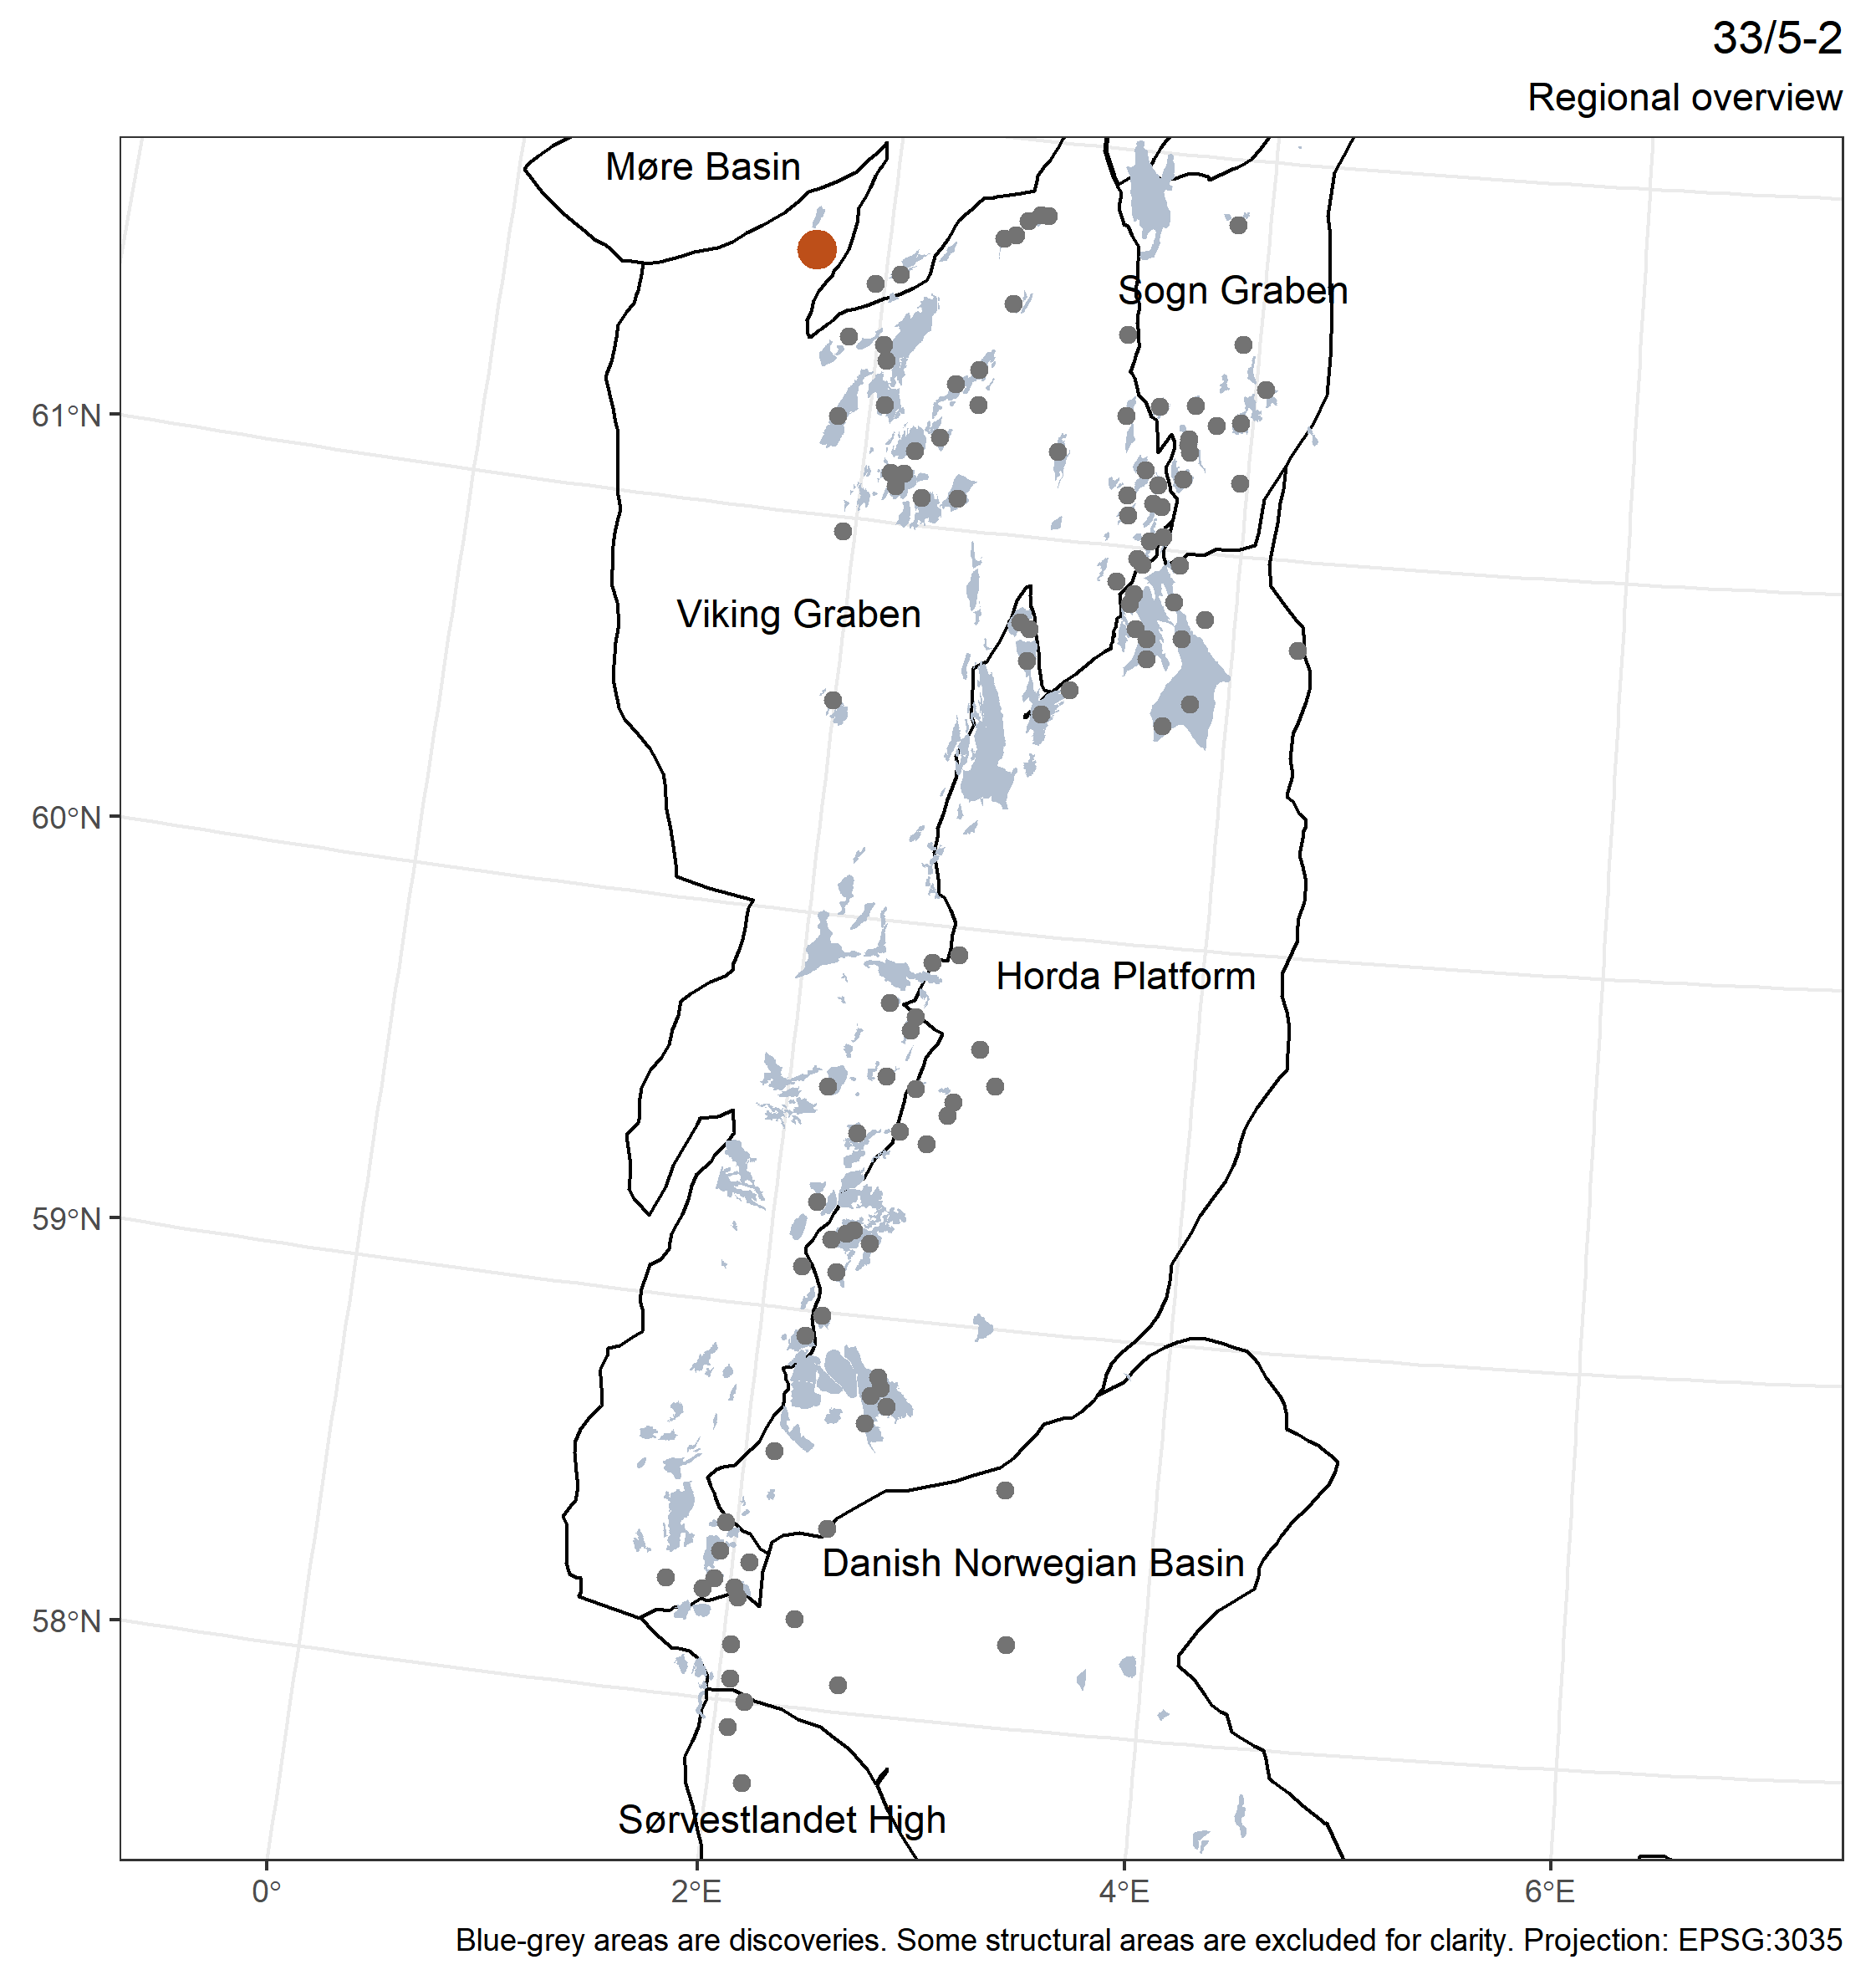 33/5-2
Regional overview
Møre Basin
Sogn Graben
61°N
Viking Graben
60°N
Horda Platform
59°N
Danish Norwegian Basin
58°N
Sørvestlandet High
0°
2°E
4°E
6°E
Blue-grey areas are discoveries. Some structural areas are excluded for clarity. Projection: EPSG:3035